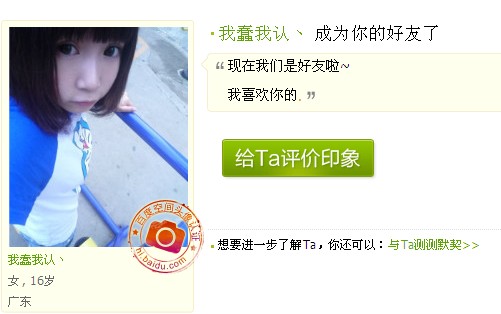 ·我蠢我认丶 成为你的好友了
“现在我们是好友啦~
我喜欢你的. ”
给Ta评价印象
百度空间头像认证
hi.baidu.com
我蠢我认丶
女，16岁
广东
·想要进一步了解Ta，你还可以：与Ta测测默契>>